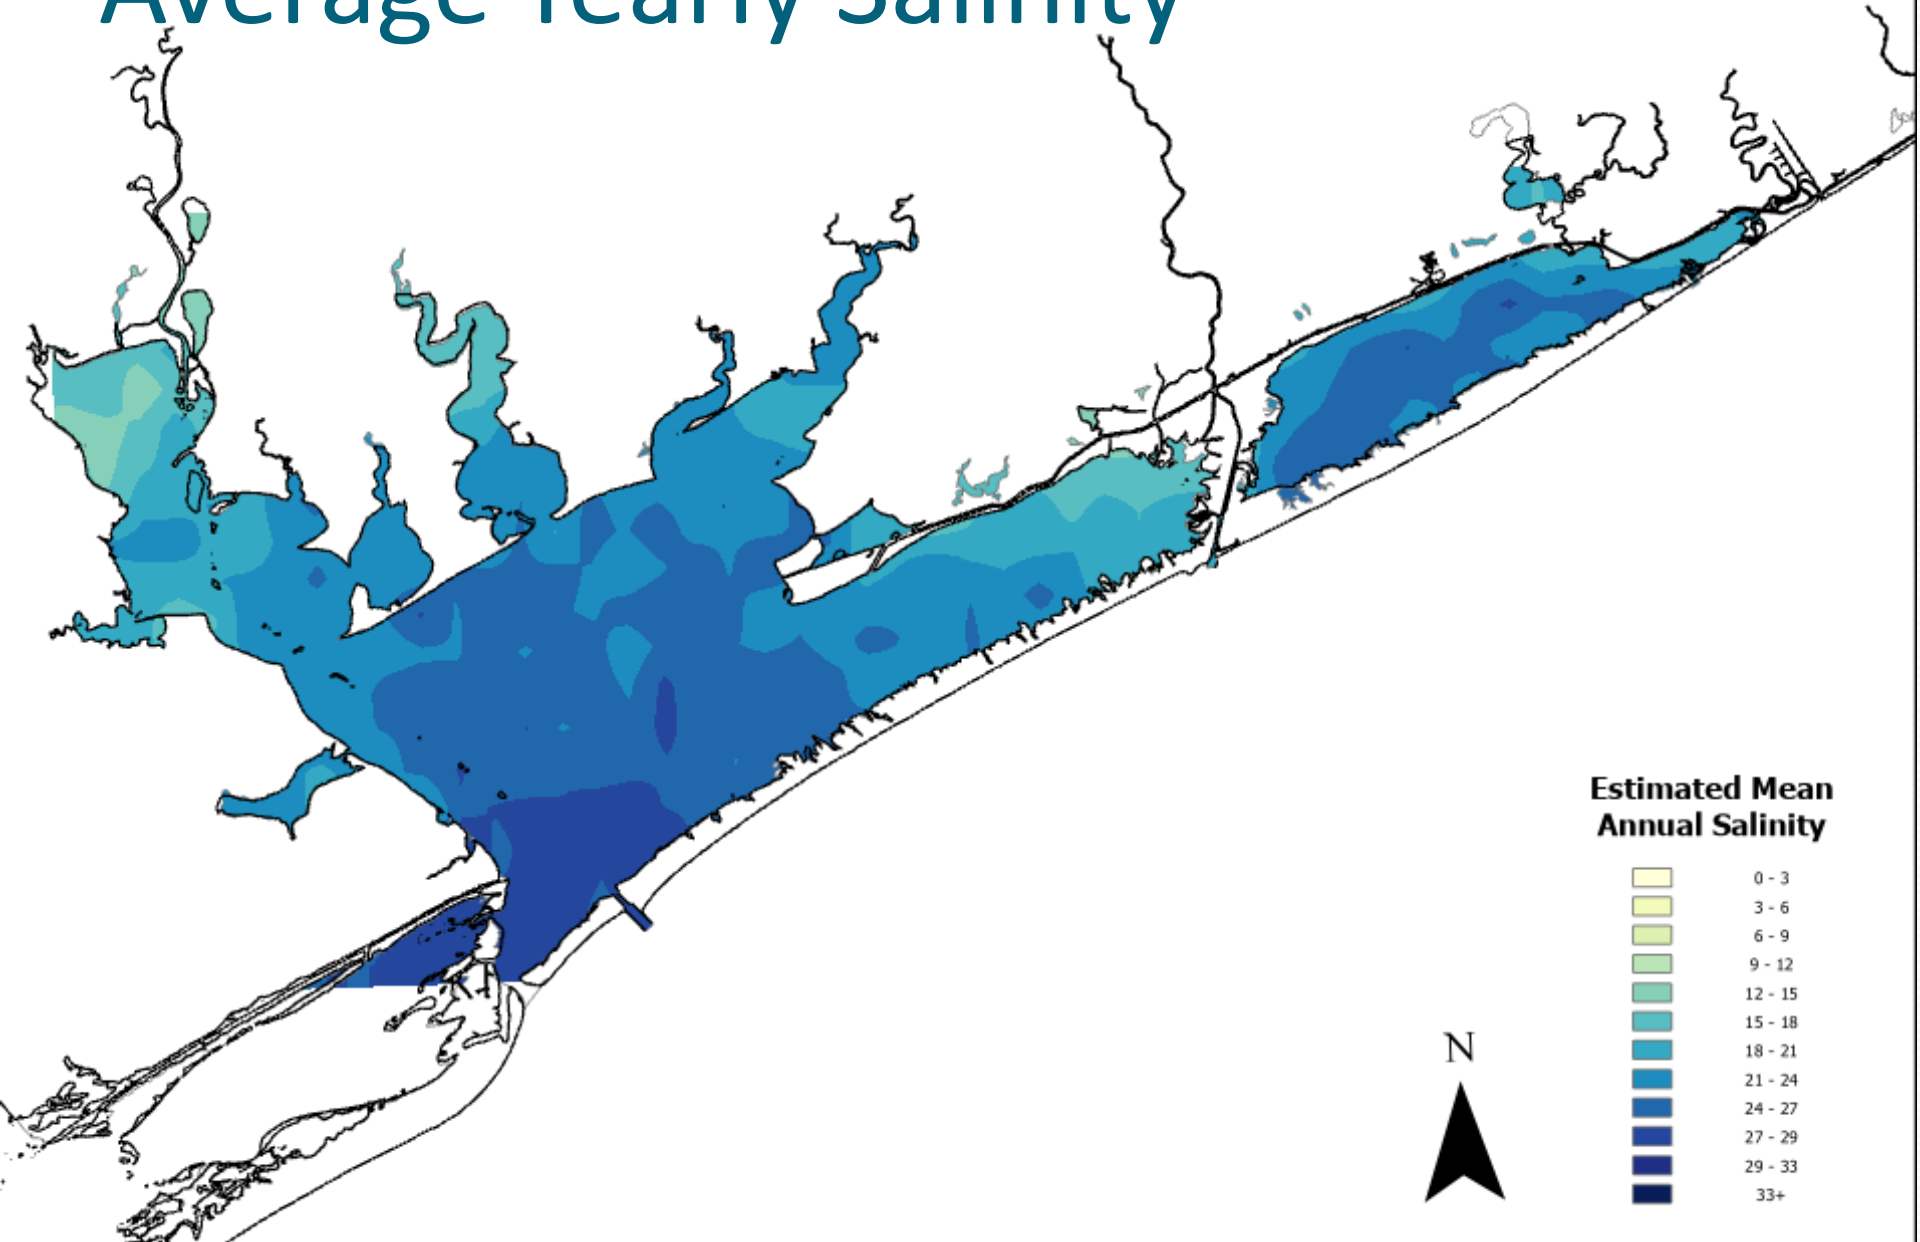 Average Yearly Salinity
Estimated Mean
Annual Salinity
0 - 3
3 - 6
6 - 9
9 - 12
12 - 15
15 - 18
18 - 21
21 - 24
24 - 27
27 - 29
29 - 33
33+
N